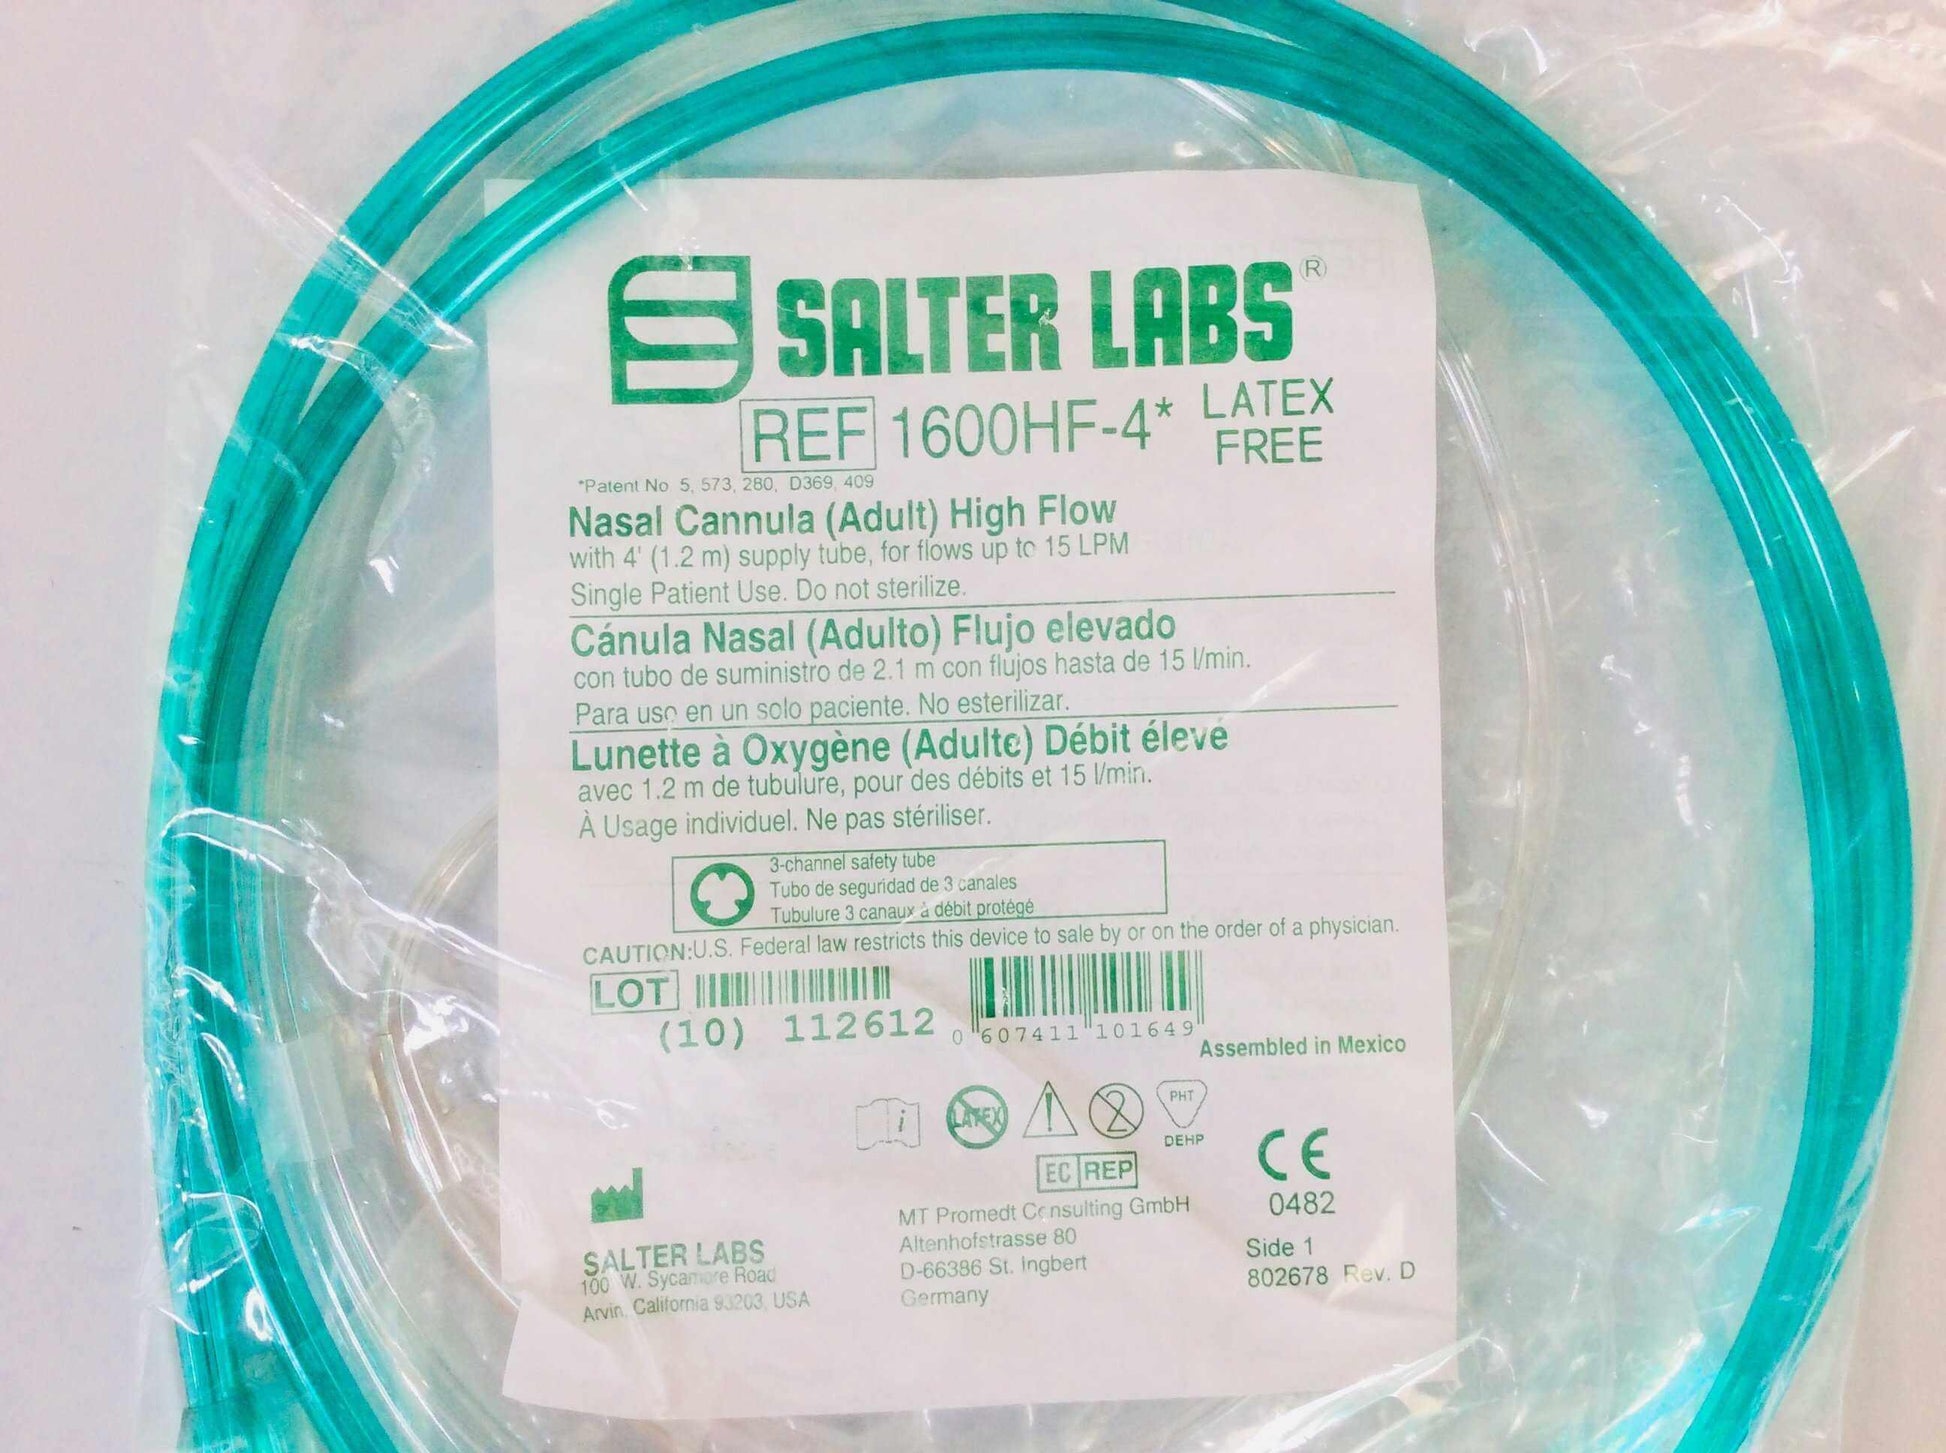 SALTER LABS®
REF 1600HF-4* LATEX FREE
*Patent No 5, 573, 280, D369, 409
Nasal Cannula (Adult) High Flow
with 4' (1.2 m) supply tube, for flows up to 15 LPM
Single Patient Use. Do not sterilize.
Cánula Nasal (Adulto) Flujo elevado
con tubo de suministro de 2.1 m con flujos hasta de 15 l/min.
Para uso en un solo paciente. No esterilizar.
Lunette à Oxygène (Adulte) Débit élevé
avec 1.2 m de tubulure, pour des débits et 15 l/min.
À Usage individuel. Ne pas stériliser.
3-channel safety tube
Tubo de seguridad de 3 canales
Tubulure 3 canaux à débit protégé
CAUTION:U.S. Federal law restricts this device to sale by or on the order of a physician.
LOT
(10) 112612
0 607411 101649
Assembled in Mexico
i
LATEX
2
PHT
DEHP
EC REP
CE
0482
MT Promedt Consulting GmbH
Altenhofstrasse 80
D-66386 St. Ingbert
Germany
Side 1
802678 Rev. D
SALTER LABS
100 W. Sycamore Road
Arvin, California 93203, USA